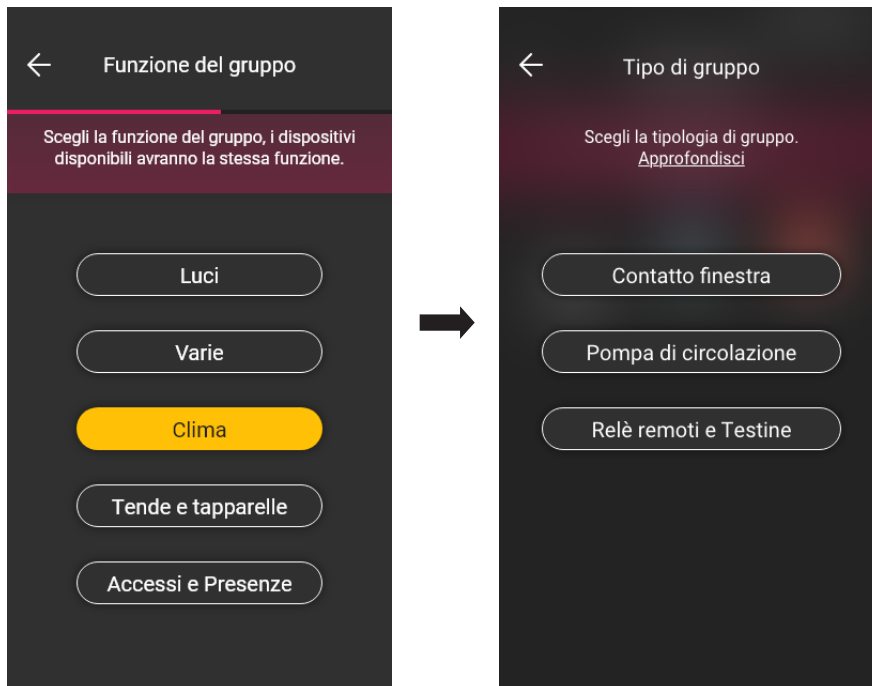 Funzione del gruppo
Scegli la funzione del gruppo, i dispositivi
disponibili avranno la stessa funzione.
Luci
Varie
Clima
Tende e tapparelle
Accessi e Presenze
Tipo di gruppo
Scegli la tipologia di gruppo.
Approfondisci
Contatto finestra
Pompa di circolazione
Relè remoti e Testine